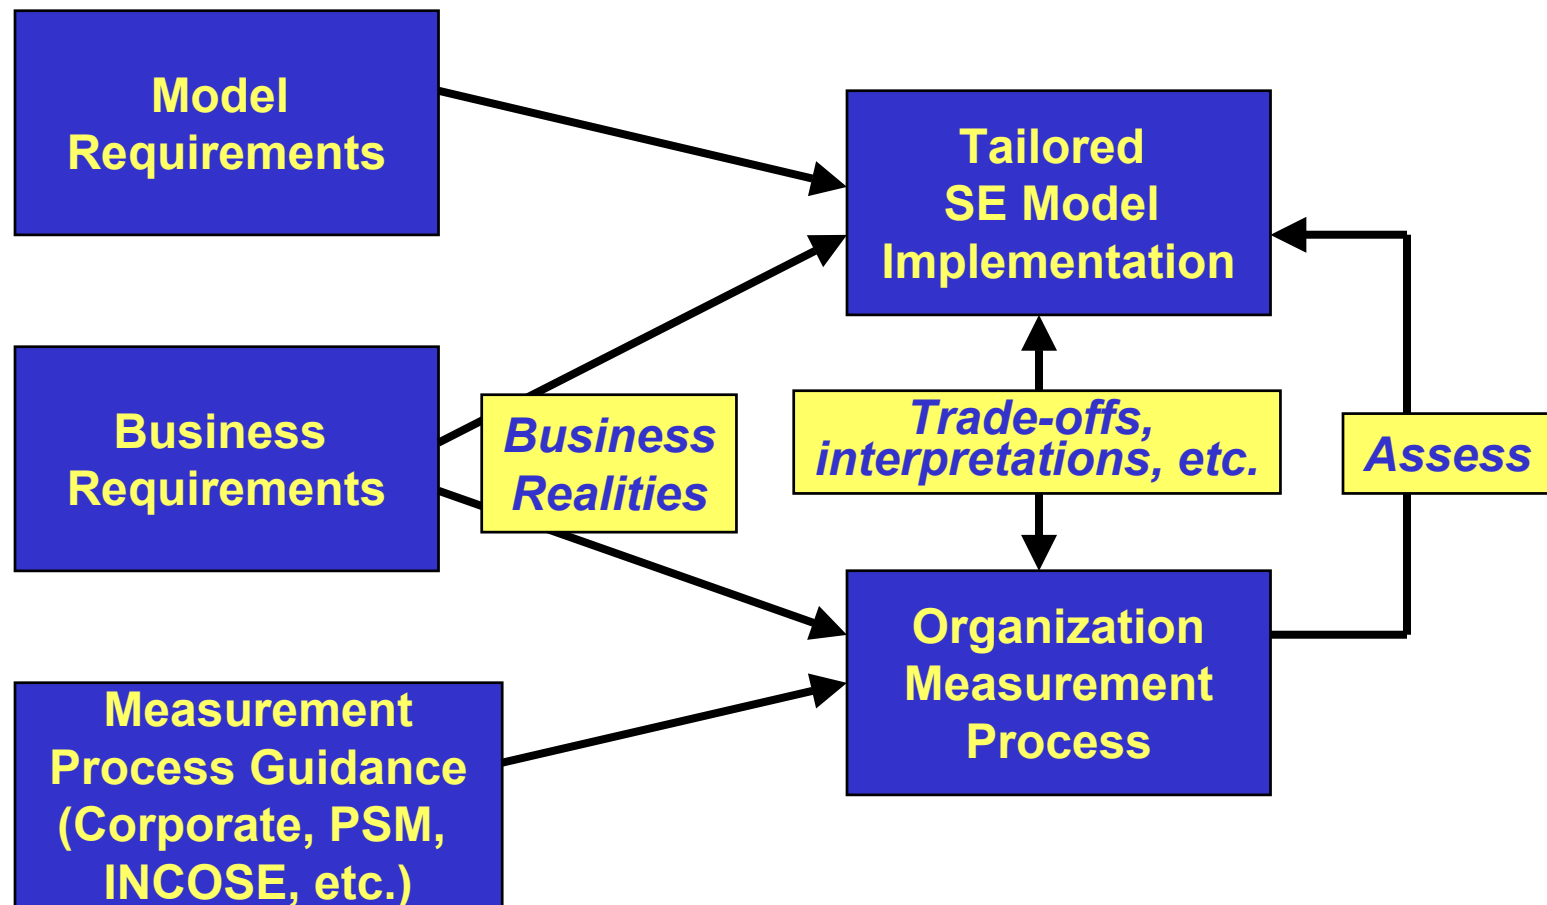 Model
Requirements
Tailored
SE Model
Implementation
Business
Requirements
Business
Realities
Trade-offs,
interpretations, etc.
Assess
Organization
Measurement
Process
Measurement
Process Guidance
(Corporate, PSM,
INCOSE, etc.)